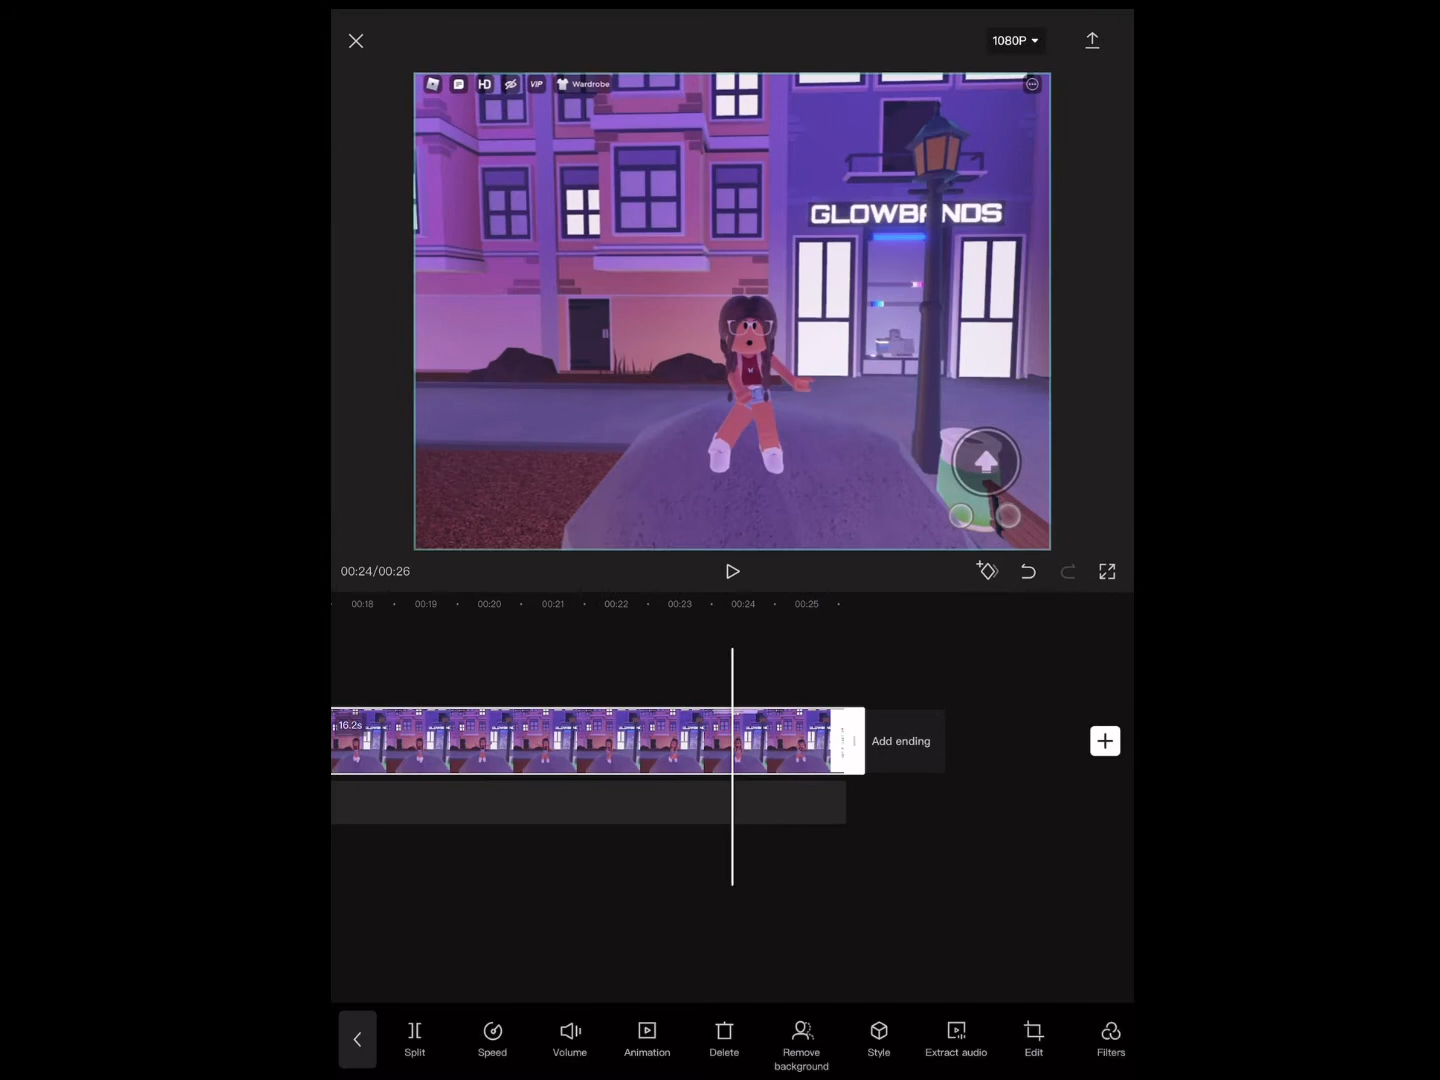 1080P
HD VIP Wardrobe
GLOWBANDS
00:24/00:26
00:18 00:19 00:20 00:21 00:22 00:23 00:24 00:25
16.2s
Add ending
Split Speed Volume Animation Delete Remove background Style Extract audio Edit Filters